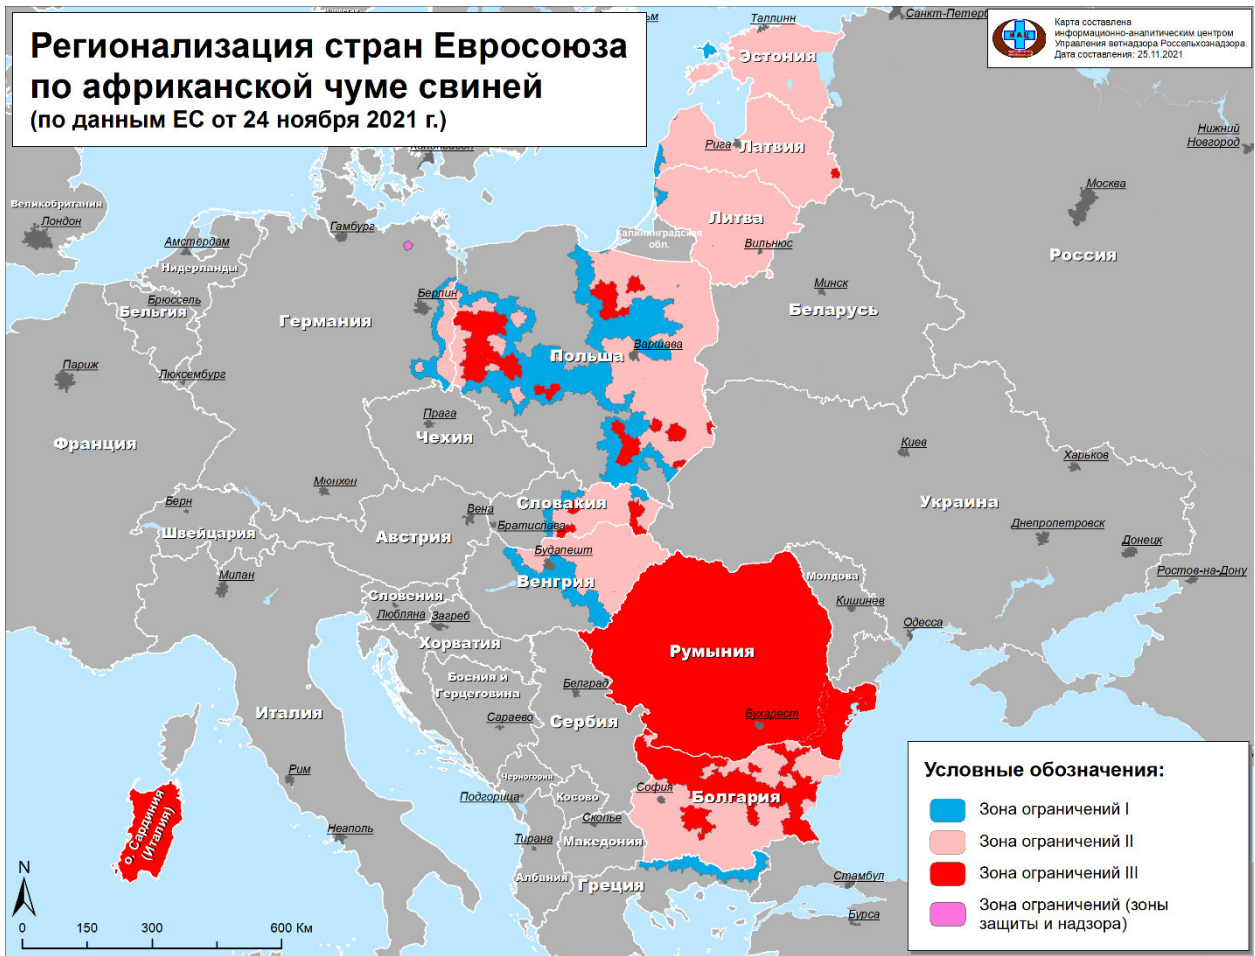 Регионализация стран Евросоюза
по африканской чуме свиней
(по данным ЕС от 24 ноября 2021 г.)
Карта составлена
информационно-аналитическим центром
Управления ветнадзора Россельхознадзора.
Дата составления: 25.11.2021
ИАЦ
Таллинн
Санкт-Петерб
Эстония
Нижний
Новгород
Рига
Латвия
Москва
Великобритания
Лондон
Гамбург
Литва
Калининградская
обл.
Вильнюс
Амстердам
Нидерланды
Россия
Минск
Беларусь
Брюссель
Бельгия
Берлин
Германия
Польша
Варшава
Париж
Люксембург
Прага
Чехия
Франция
Киев
Харьков
Мюнхен
Берн
Вена
Словакия
Братислава
Украина
Швейцария
Австрия
Днепропетровск
Донецк
Будапешт
Венгрия
Милан
Ростов-на-Дону
Молдова
Словения
Любляна
Загреб
Кишинев
Одесса
Хорватия
Румыния
Босния и
Герцеговина
Белград
Италия
Сараево
Сербия
Бухарест
Рим
Черногория
Подгорица
Косово
София
Болгария
Скопье
о. Сардиния
(Италия)
Неаполь
Тирана
Македония
Албания
Греция
Стамбул
Бурса
N
0 150 300 600 Км
Условные обозначения:
Зона ограничений I
Зона ограничений II
Зона ограничений III
Зона ограничений (зоны
защиты и надзора)